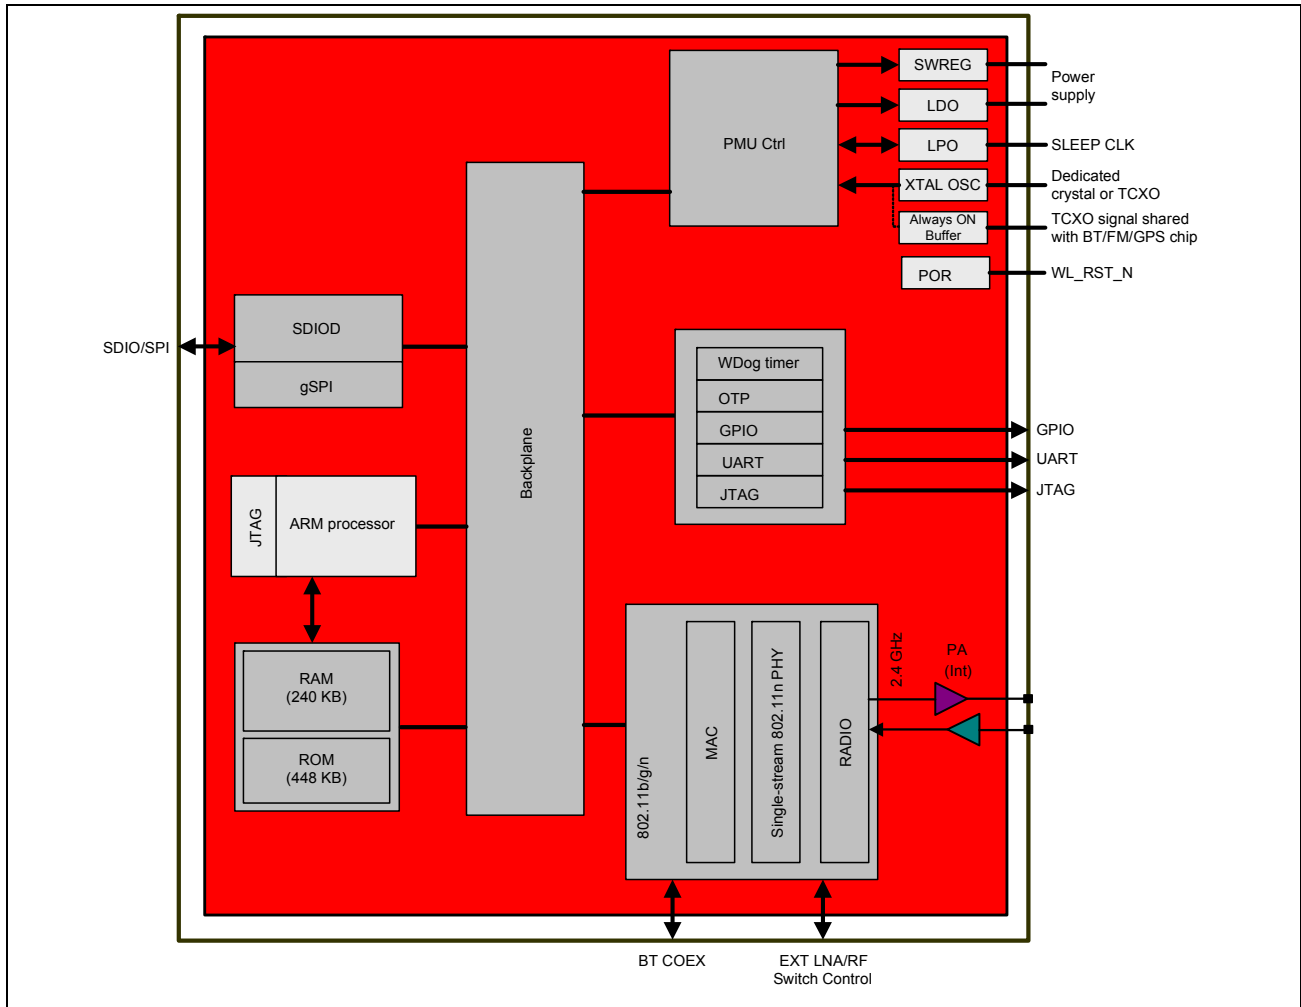 SWREG
Power
supply
LDO
PMU Ctrl
LPO
SLEEP CLK
XTAL OSC
Dedicated
crystal or TCXO
Always ON
Buffer
TCXO signal shared
with BT/FM/GPS chip
POR
WL_RST_N
SDIO/SPI
SDIOD
gSPI
Backplane
WDog timer
OTP
GPIO
UART
JTAG
GPIO
UART
JTAG
JTAG
ARM processor
RAM
(240 KB)
ROM
(448 KB)
802.11b/g/n
MAC
Single-stream 802.11n PHY
RADIO
2.4 GHz
PA
(Int)
BT COEX
EXT LNA/RF
Switch Control